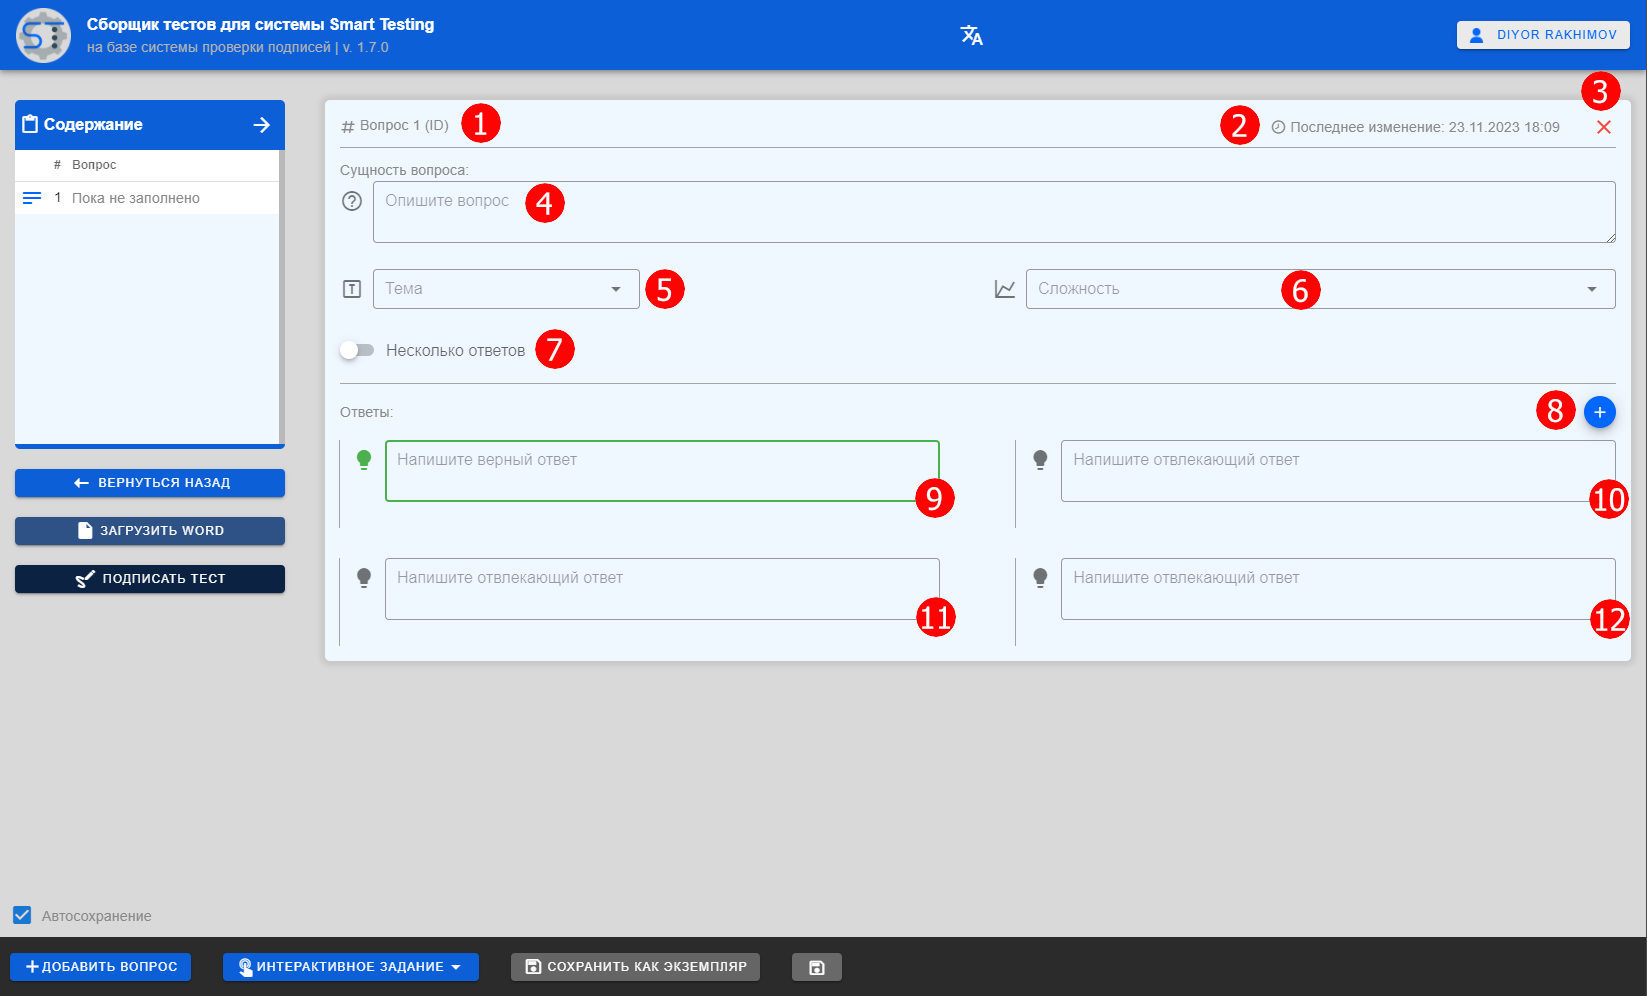 Сборщик тестов для системы Smart Testing
на базе системы проверки подписей | v. 1.7.0
DIYOR RAKHIMOV
Содержание
# Вопрос
1 Пока не заполнено
ВЕРНУТЬСЯ НАЗАД
ЗАГРУЗИТЬ WORD
ПОДПИСАТЬ ТЕСТ
Вопрос 1 (ID) 1
2 Последнее изменение: 23.11.2023 18:09
3
Сущность вопроса:
Опишите вопрос 4
Тема 5
Сложность 6
Несколько ответов 7
Ответы:
8 +
Напишите верный ответ 9
Напишите отвлекающий ответ 10
Напишите отвлекающий ответ 11
Напишите отвлекающий ответ 12
Автосохранение
ДОБАВИТЬ ВОПРОС
ИНТЕРАКТИВНОЕ ЗАДАНИЕ
СОХРАНИТЬ КАК ЭКЗЕМПЛЯР